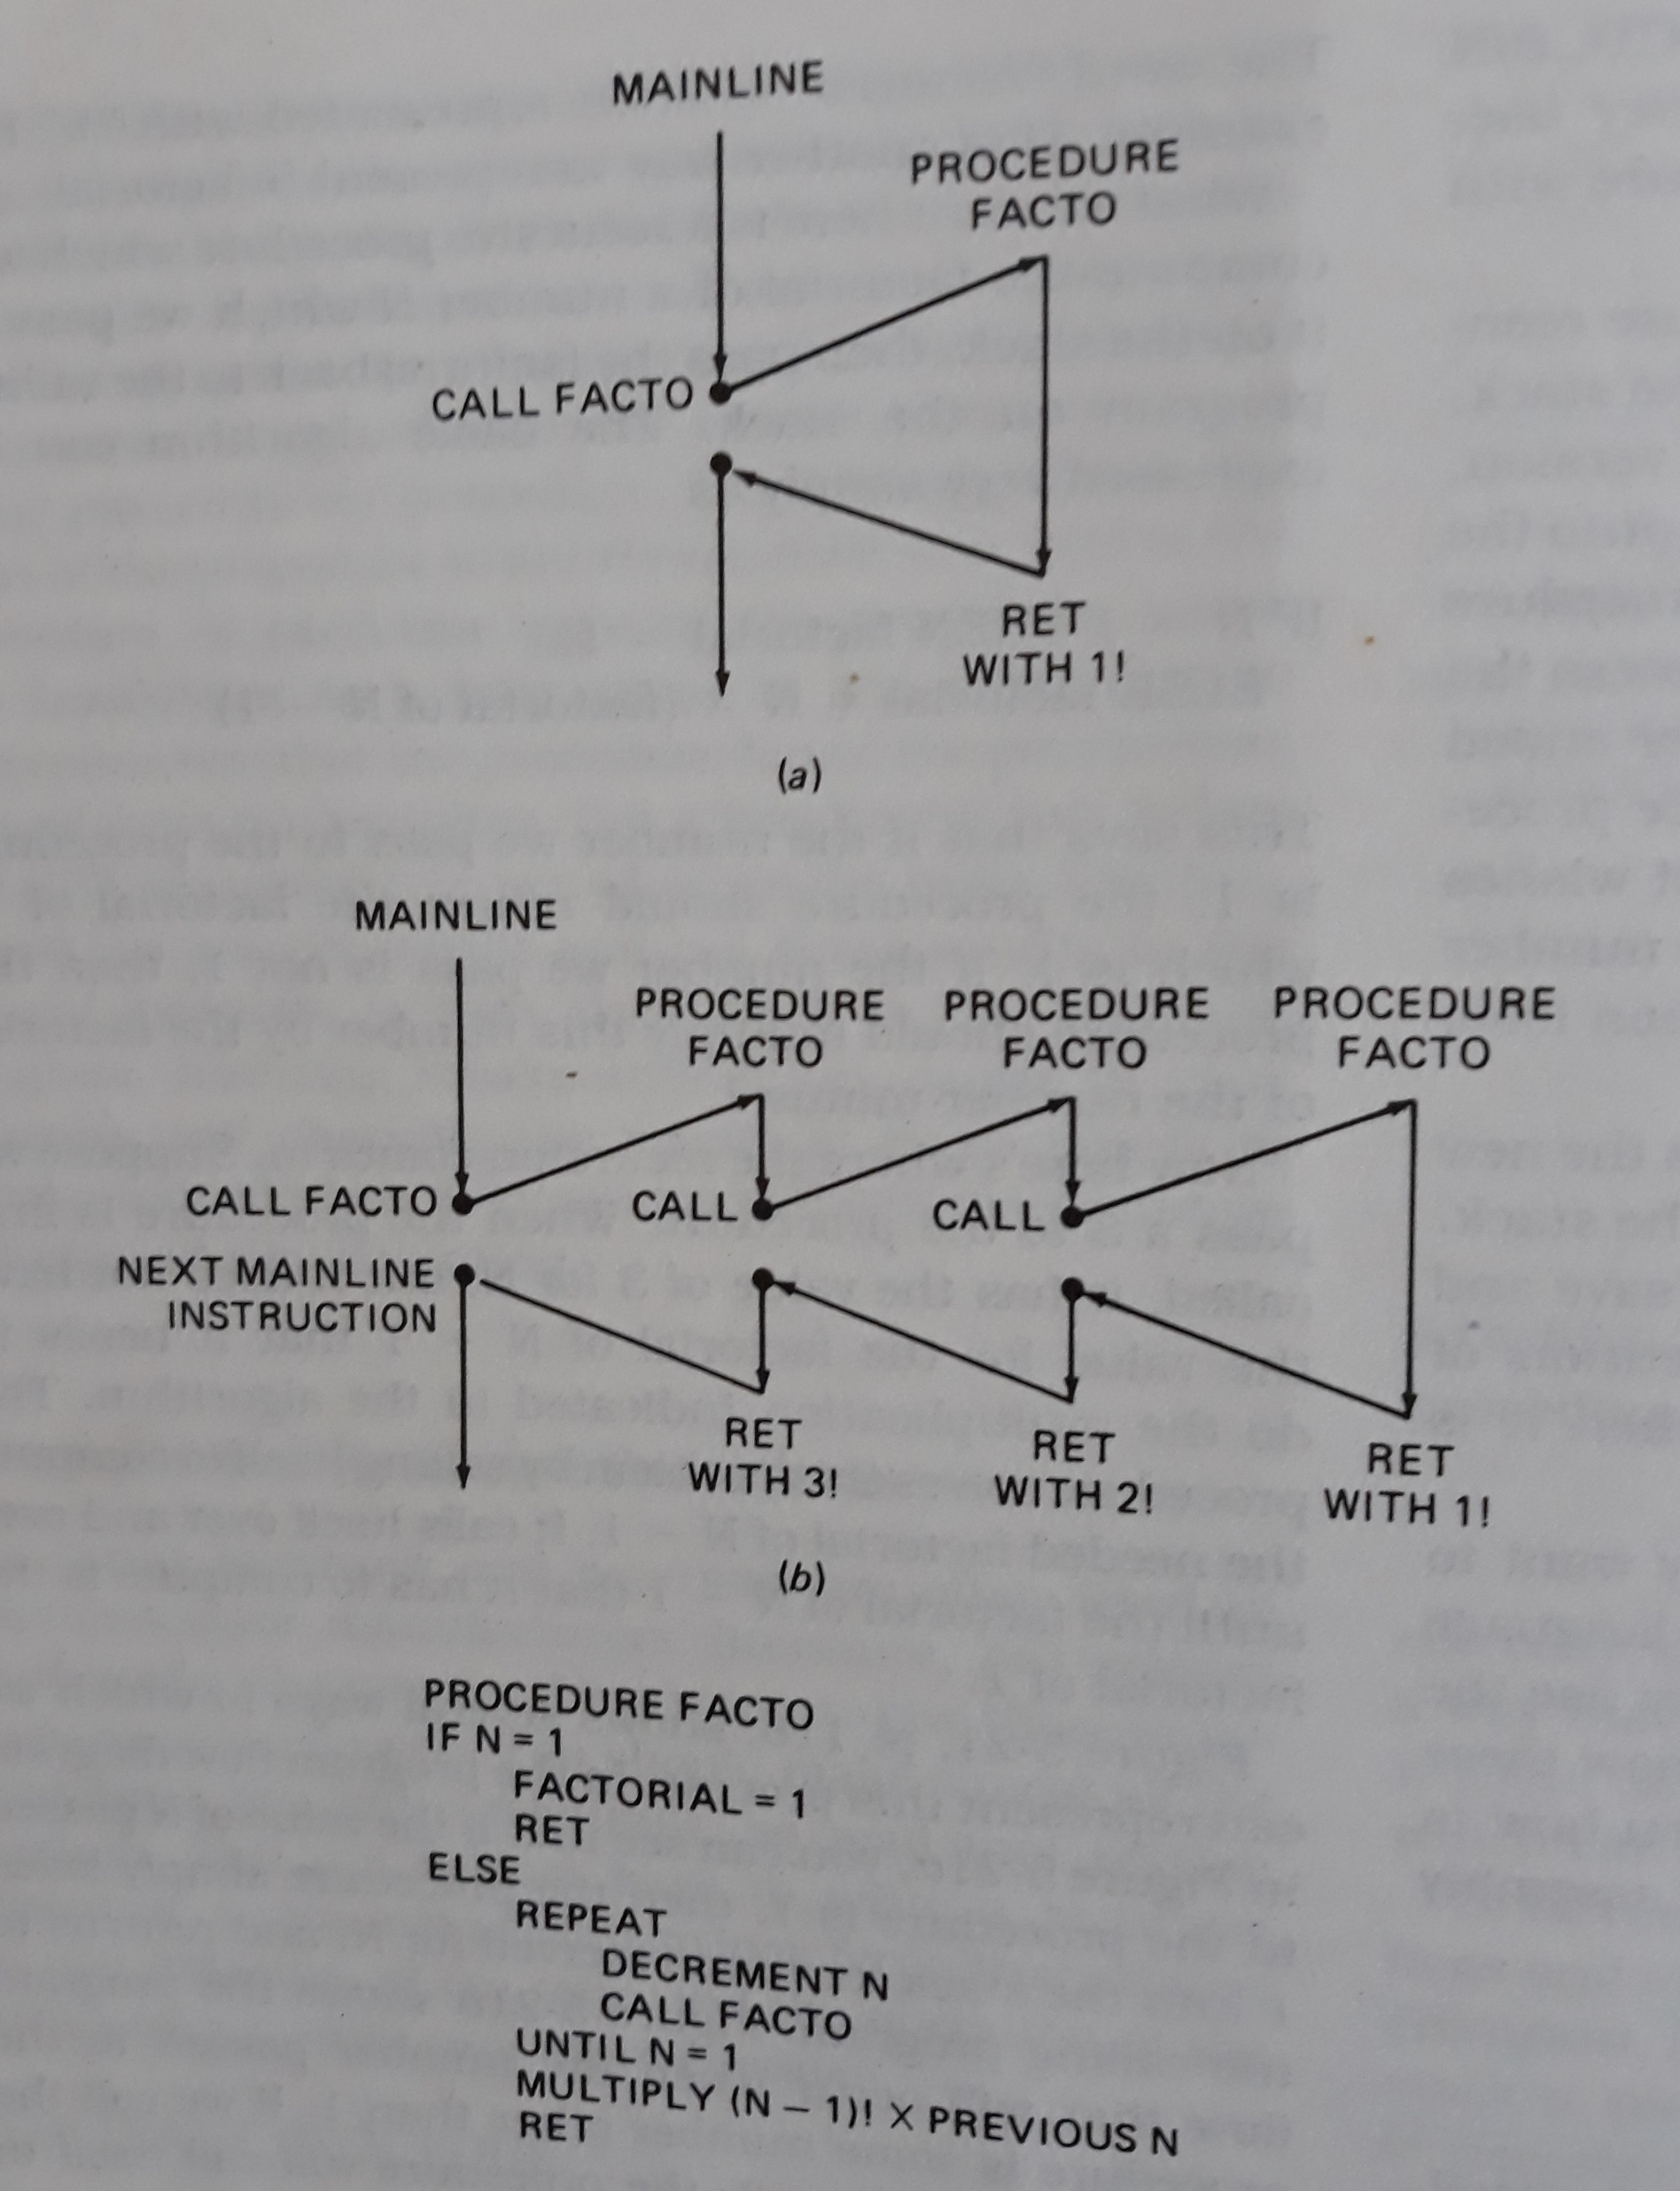 MAINLINE
PROCEDURE
FACTO
CALL FACTO
RET
WITH 1!
(a)
MAINLINE
PROCEDURE
FACTO
PROCEDURE
FACTO
PROCEDURE
FACTO
CALL FACTO
CALL
CALL
NEXT MAINLINE
INSTRUCTION
RET
WITH 3!
RET
WITH 2!
RET
WITH 1!
(b)
PROCEDURE FACTO
IF N = 1
FACTORIAL = 1
RET
ELSE
REPEAT
DECREMENT N
CALL FACTO
UNTIL N = 1
MULTIPLY (N – 1)! X PREVIOUS N
RET